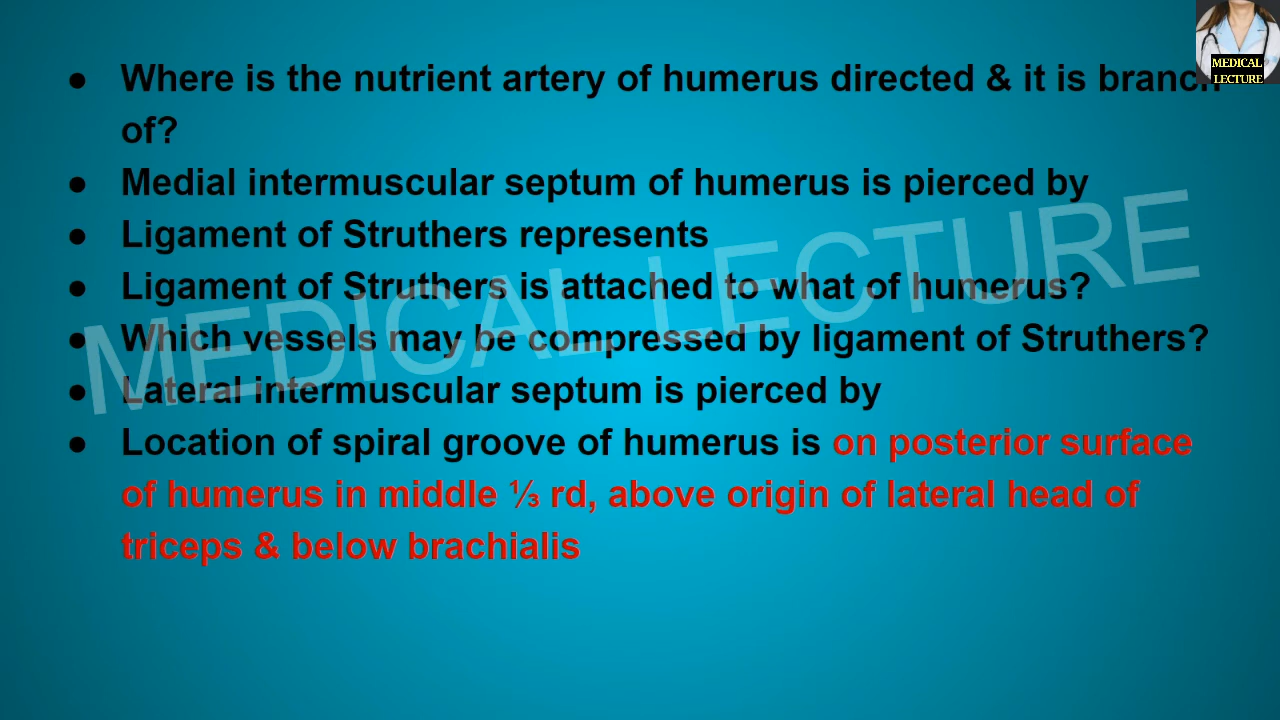 ● Where is the nutrient artery of humerus directed & it is branch
of?
● Medial intermuscular septum of humerus is pierced by
● Ligament of Struthers represents
● Ligament of Struthers is attached to what of humerus?
● Which vessels may be compressed by ligament of Struthers?
● Lateral intermuscular septum is pierced by
● Location of spiral groove of humerus is on posterior surface
of humerus in middle ⅓ rd, above origin of lateral head of
triceps & below brachialis
MEDICAL LECTURE
MEDICAL
LECTURE